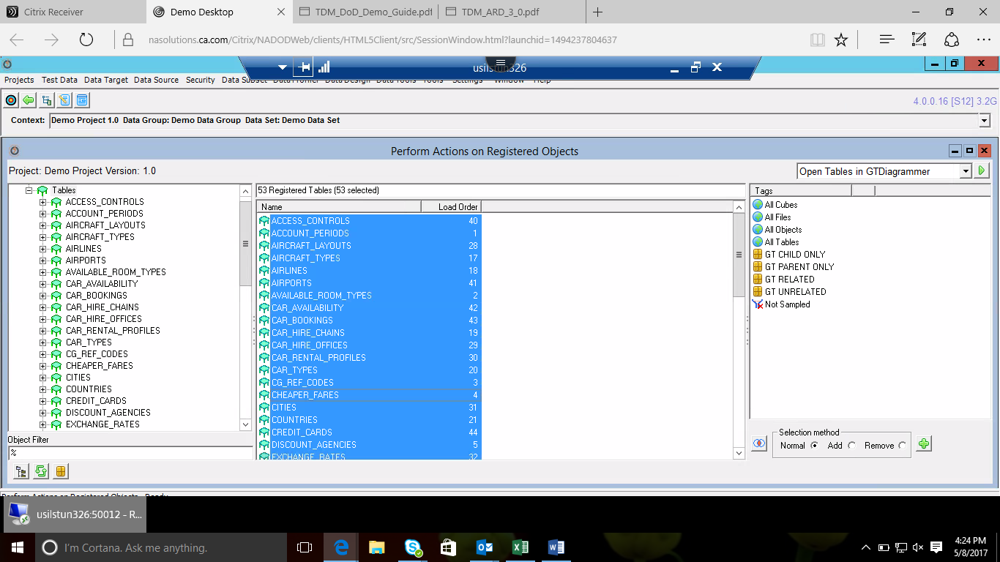 Citrix Receiver
Demo Desktop
TDM_DoD_Demo_Guide.pdf
TDM_ARD_3_0.pdf
nasolutions.ca.com/Citrix/NADODWeb/clients/HTML5Client/src/SessionWindow.html?launchid=1494237804637
usilstun326
Projects Test Data Data Target Data Source Security Data Subset Data Profiler Data Design Data Tools Tools Settings Window Help
4.0.0.16 [S12] 3.2G
Context: Demo Project 1.0 Data Group: Demo Data Group Data Set: Demo Data Set
Perform Actions on Registered Objects
Project: Demo Project Version: 1.0
Open Tables in GTDiagrammer
Tables
ACCESS_CONTROLS
ACCOUNT_PERIODS
AIRCRAFT_LAYOUTS
AIRCRAFT_TYPES
AIRLINES
AIRPORTS
AVAILABLE_ROOM_TYPES
CAR_AVAILABILITY
CAR_BOOKINGS
CAR_HIRE_CHAINS
CAR_HIRE_OFFICES
CAR_RENTAL_PROFILES
CAR_TYPES
CG_REF_CODES
CHEAPER_FARES
CITIES
COUNTRIES
CREDIT_CARDS
DISCOUNT_AGENCIES
EXCHANGE_RATES
Object Filter
%
53 Registered Tables (53 selected)
Name Load Order
ACCESS_CONTROLS 40
ACCOUNT_PERIODS 1
AIRCRAFT_LAYOUTS 28
AIRCRAFT_TYPES 17
AIRLINES 18
AIRPORTS 41
AVAILABLE_ROOM_TYPES 2
CAR_AVAILABILITY 42
CAR_BOOKINGS 43
CAR_HIRE_CHAINS 19
CAR_HIRE_OFFICES 29
CAR_RENTAL_PROFILES 30
CAR_TYPES 20
CG_REF_CODES 3
CHEAPER_FARES 4
CITIES 31
COUNTRIES 21
CREDIT_CARDS 44
DISCOUNT_AGENCIES 5
EXCHANGE_RATES 32
Tags
All Cubes
All Files
All Objects
All Tables
GT CHILD ONLY
GT PARENT ONLY
GT RELATED
GT UNRELATED
Not Sampled
Selection method
Normal Add Remove
Perform Actions on Registered Objects - Ready
usilstun326:50012 - R...
I'm Cortana. Ask me anything.
4:24 PM
5/8/2017